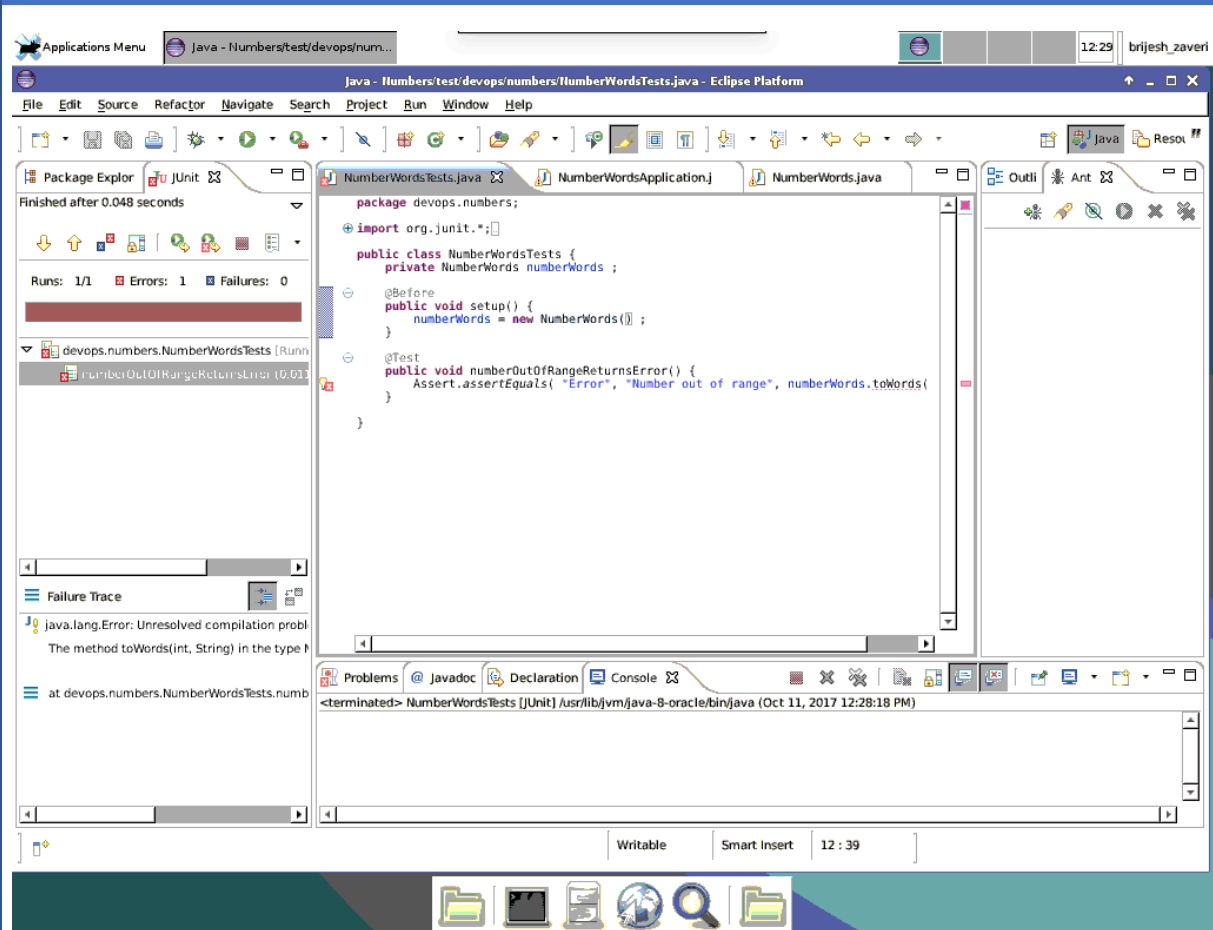 Applications Menu
Java - Numbers/test/devops/num...
12:29
brijesh_zaveri
Java - Numbers/test/devops/numbers/NumberWordsTests.java - Eclipse Platform
File Edit Source Refactor Navigate Search Project Run Window Help
Java
Resou
Package Explor
JUnit
Finished after 0.048 seconds
Runs: 1/1 Errors: 1 Failures: 0
devops.numbers.NumberWordsTests [Runn
numberOutOfRangeReturnsError (0.011
Failure Trace
java.lang.Error: Unresolved compilation probl
The method toWords(int, String) in the type N
at devops.numbers.NumberWordsTests.numb
NumberWordsTests.java
NumberWordsApplication.j
NumberWords.java
package devops.numbers;
import org.junit.*;
public class NumberWordsTests {
private NumberWords numberWords ;
@Before
public void setup() {
numberWords = new NumberWords() ;
}
@Test
public void numberOutOfRangeReturnsError() {
Assert.assertEquals( "Error", "Number out of range", numberWords.toWords(
}
}
Outli
Ant
Problems
@ Javadoc
Declaration
Console
<terminated> NumberWordsTests [JUnit] /usr/lib/jvm/java-8-oracle/bin/java (Oct 11, 2017 12:28:18 PM)
Writable
Smart Insert
12 : 39